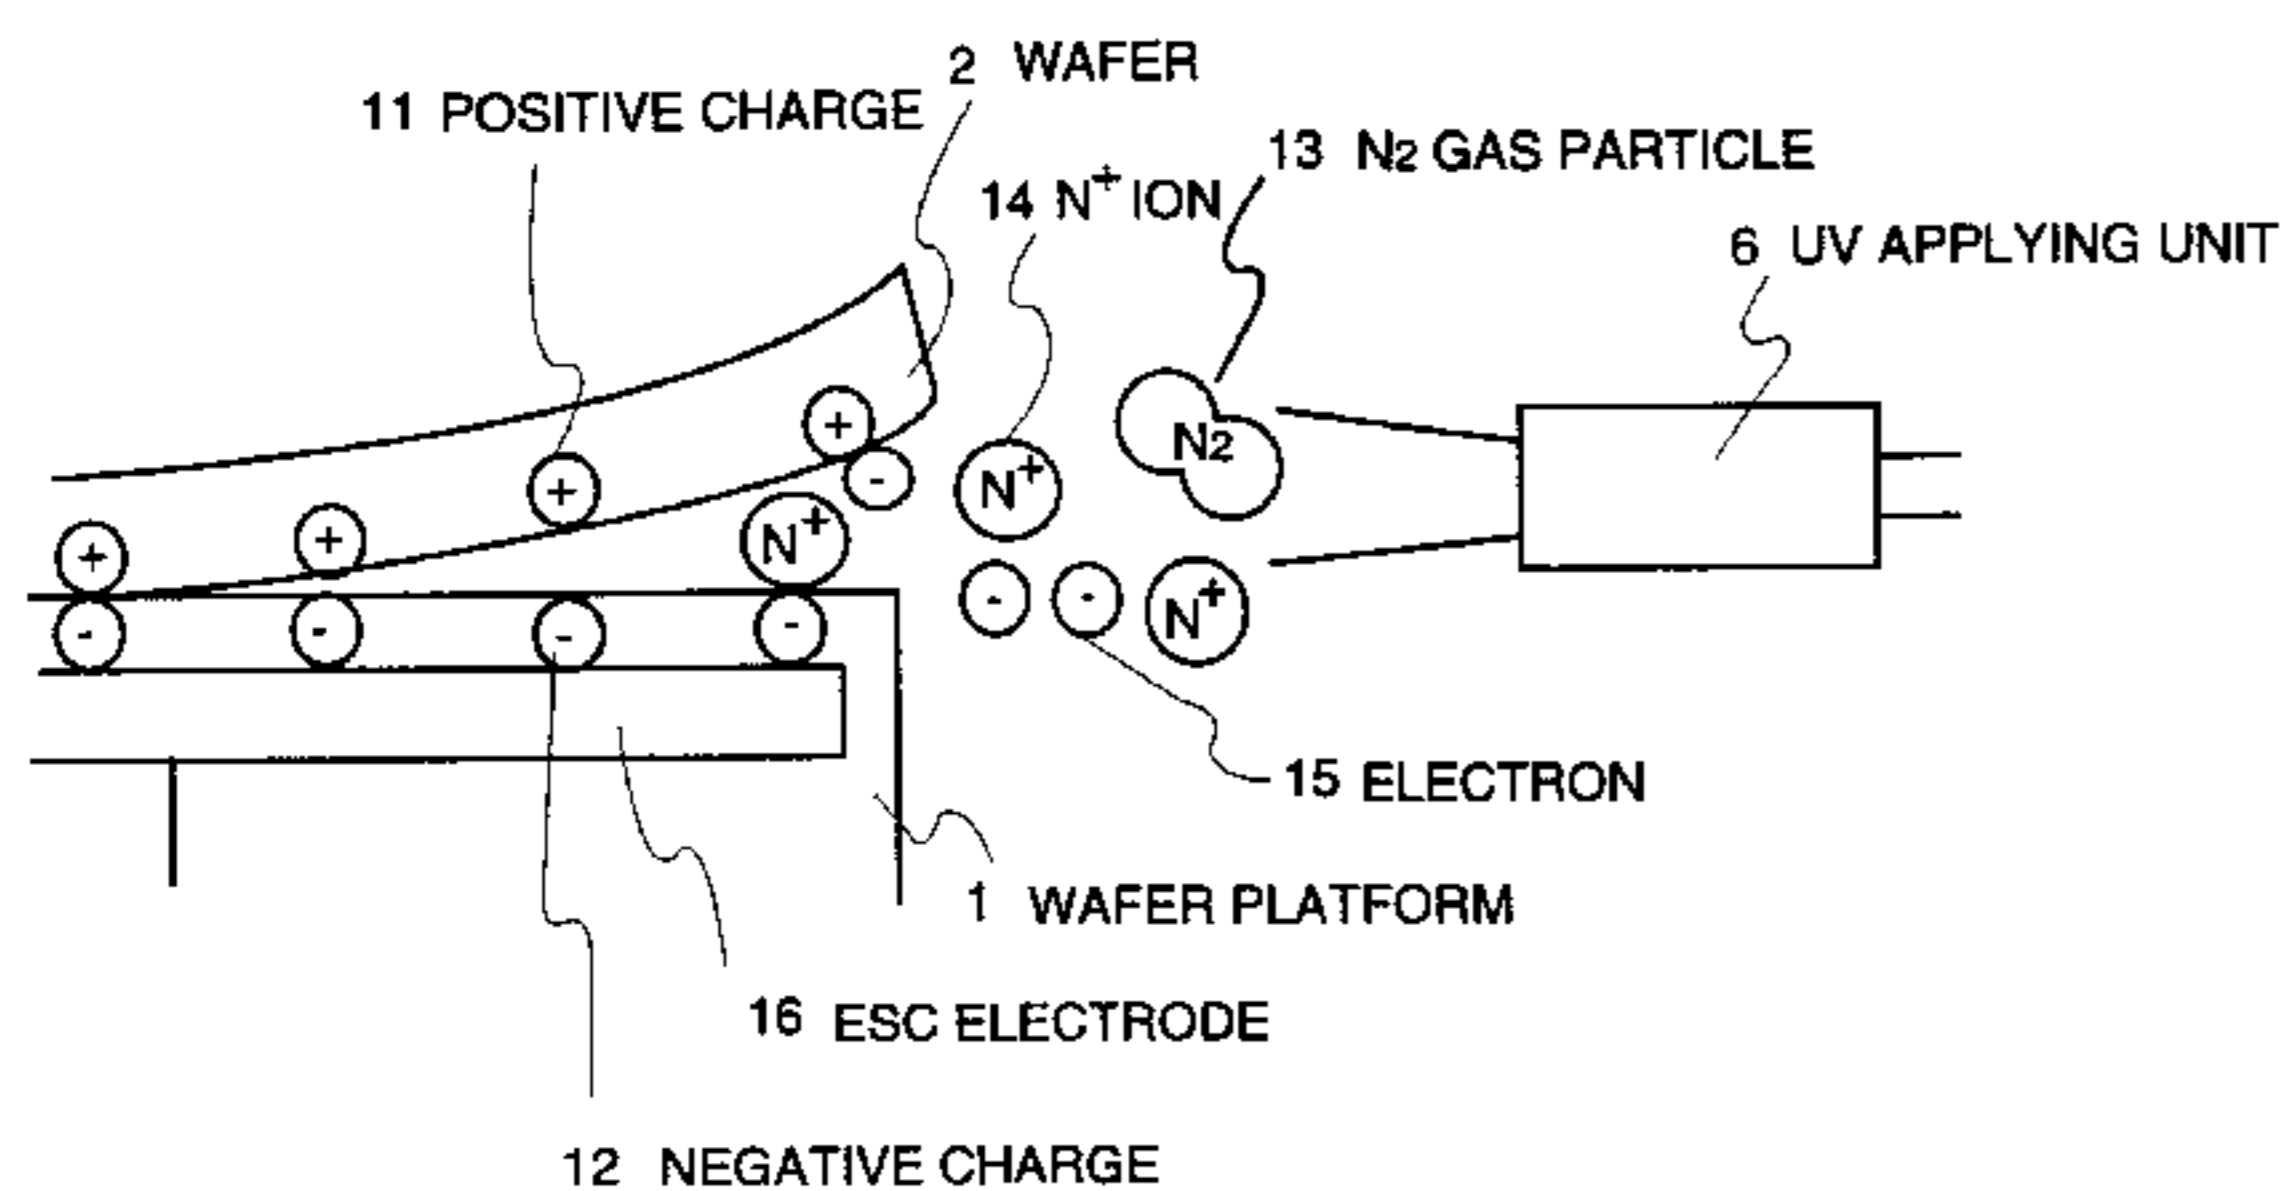 2 WAFER
11 POSITIVE CHARGE
13 N2 GAS PARTICLE
14 N+ ION
6 UV APPLYING UNIT
+
N2
-
N+
+
N+
+
+
-
-
N+
-
-
-
-
15 ELECTRON
1 WAFER PLATFORM
16 ESC ELECTRODE
12 NEGATIVE CHARGE